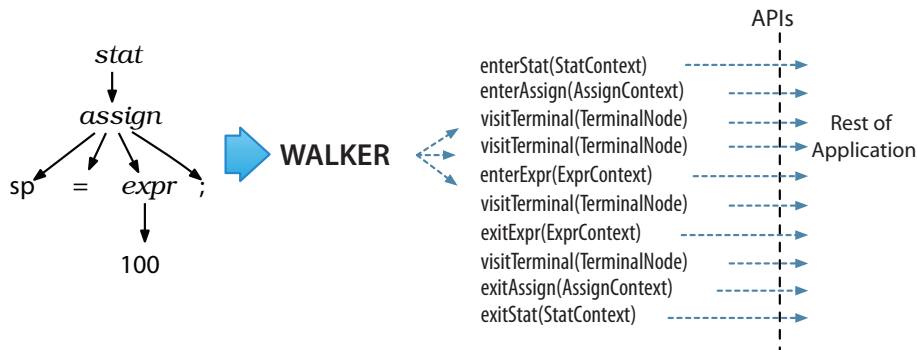 stat
assign
sp = expr ;
100
WALKER
APIs
enterStat(StatContext)
enterAssign(AssignContext)
visitTerminal(TerminalNode)
visitTerminal(TerminalNode)
enterExpr(ExprContext)
visitTerminal(TerminalNode)
exitExpr(ExprContext)
visitTerminal(TerminalNode)
exitAssign(AssignContext)
exitStat(StatContext)
Rest of
Application